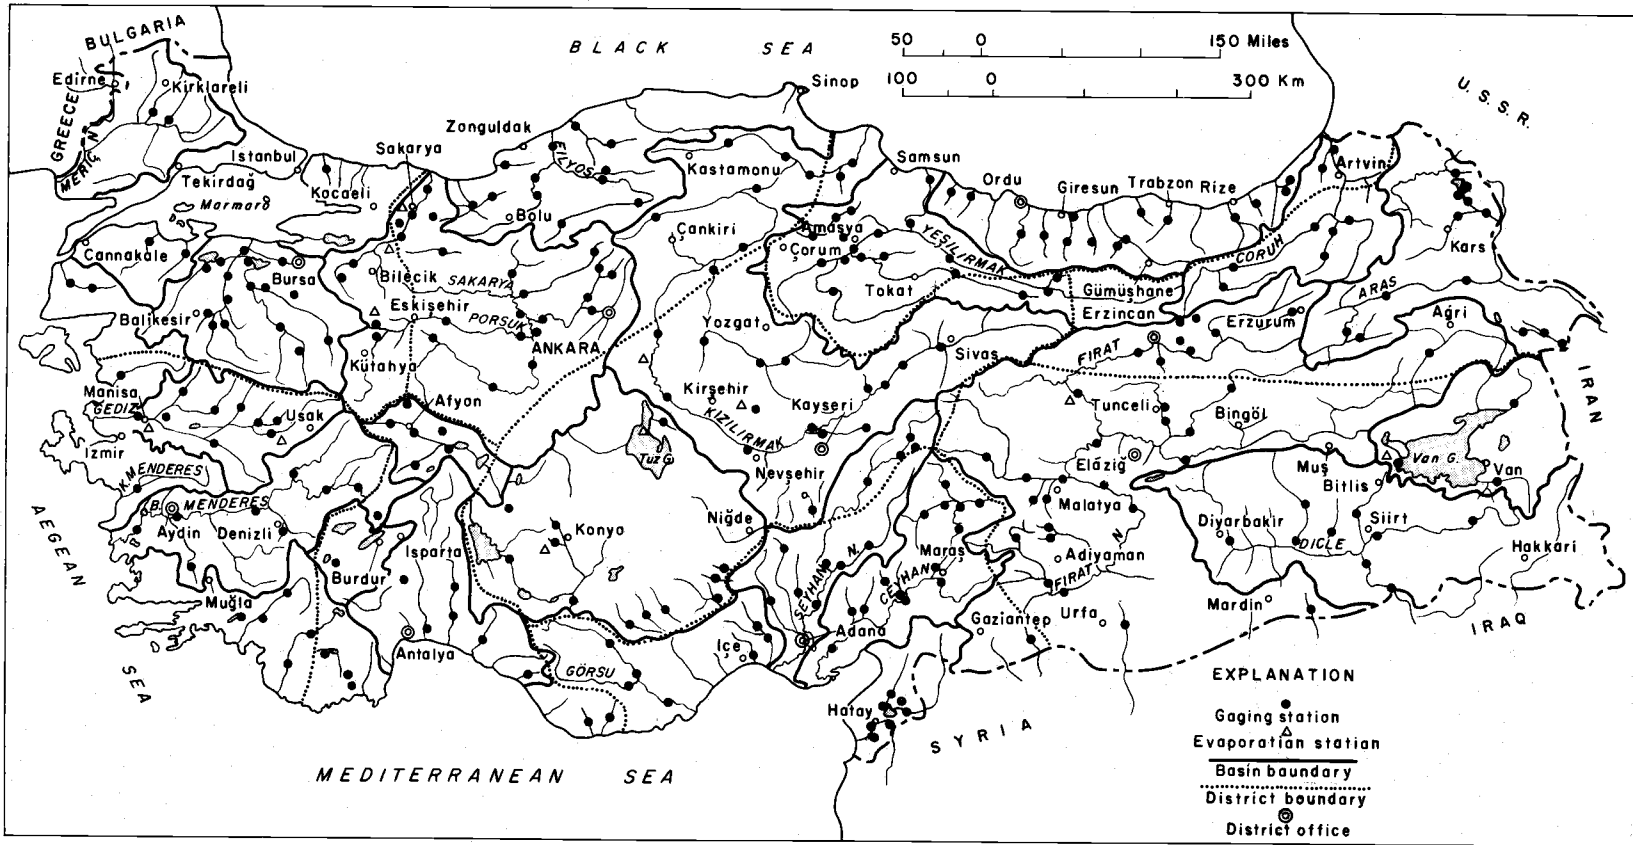 BULGARIA
BLACK SEA
50 0 150 Miles
100 0 300 Km
U.S.S.R.
Edirne
Kirklareli
GREECE
MERIÇ N.
Sinop
Zonguldak
Sakarya
Istanbul
FILYOS
Kastamonu
Samsun
Artvin
Tekirdağ
Kocaeli
Marmara
Bolu
Ordu
Giresun
Trabzon
Rize
Çankiri
Amasya
Çorum
YEŞILIRMAK
ÇORUH
Kars
Cannakale
Bursa
Bilecik
SAKARYA
Eskisehir
PORSUK
Tokat
Gümüşhane
ARAS
Balikesir
ANKARA
Yozgat
Erzincan
Erzurum
Ağri
Kütahya
Sivas
FIRAT
IRAN
Manisa
GEDIZ
Uşak
Afyon
Kirşehir
KIZILIRMAK
Kayseri
Tunceli
Bingöl
Izmir
Tuz G.
Nevsehir
Elâzig
Muş
Van G.
Van
K. MENDERES
Bitlis
B. MENDERES
Malatya
AEGEAN SEA
Aydin
Denizli
Isparta
Konya
Niğde
Diyarbakir
Siirt
DICLE
Hakkari
Burdur
SEYHAN N.
Maraş
CEYHAN
Adiyaman
FIRAT N.
Muğla
Mardin
Antalya
Içe
Adana
Gaziantep
Urfa
IRAQ
GÖRSU
Hatay
SYRIA
MEDITERRANEAN SEA
EXPLANATION
Gaging station
Evaporation station
Basin boundary
District boundary
District office